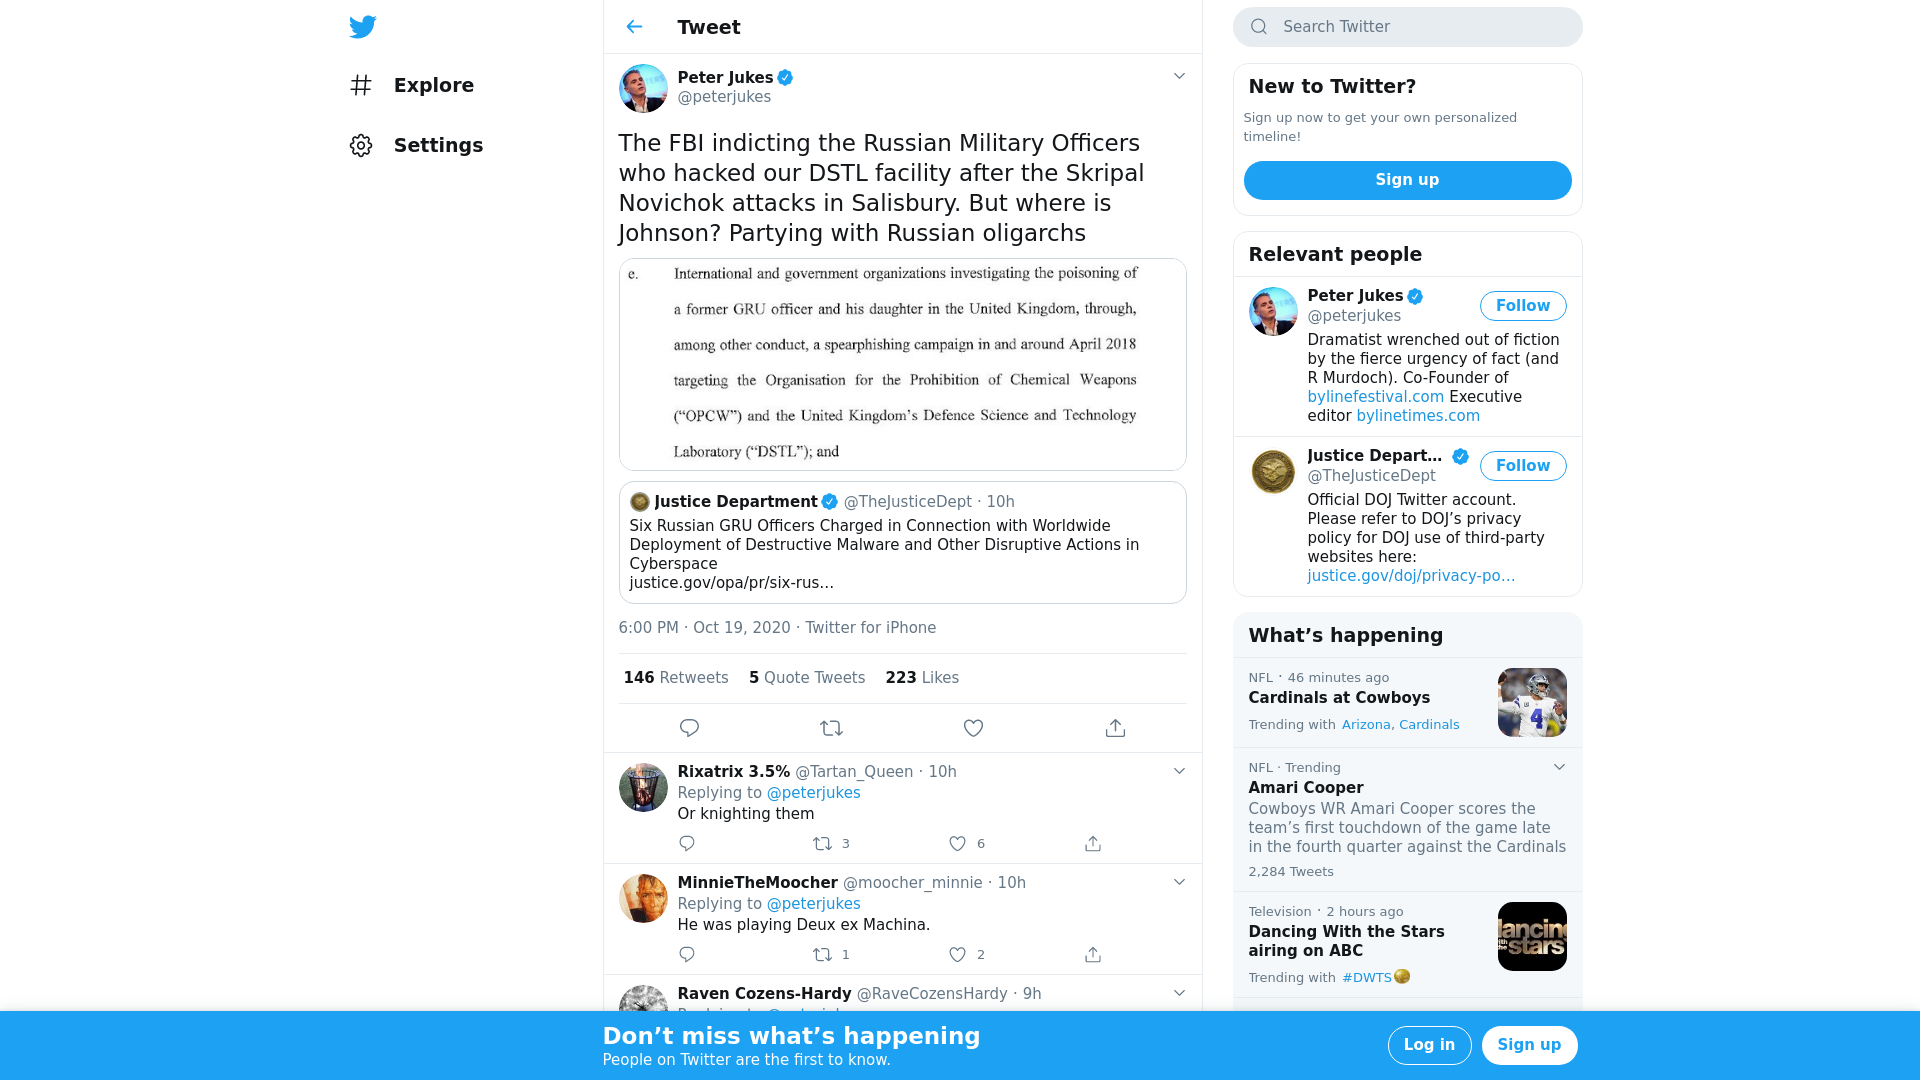 Explore
Settings
Tweet
Peter Jukes
@peterjukes
The FBI indicting the Russian Military Officers
who hacked our DSTL facility after the Skripal
Novichok attacks in Salisbury. But where is
Johnson? Partying with Russian oligarchs
e. International and government organizations investigating the poisoning of
a former GRU officer and his daughter in the United Kingdom, through,
among other conduct, a spearphishing campaign in and around April 2018
targeting the Organisation for the Prohibition of Chemical Weapons
(“OPCW”) and the United Kingdom’s Defence Science and Technology
Laboratory (“DSTL”); and
Justice Department @TheJusticeDept · 10h
Six Russian GRU Officers Charged in Connection with Worldwide
Deployment of Destructive Malware and Other Disruptive Actions in
Cyberspace
justice.gov/opa/pr/six-rus…
6:00 PM · Oct 19, 2020 · Twitter for iPhone
146 Retweets 5 Quote Tweets 223 Likes
Rixatrix 3.5% @Tartan_Queen · 10h
Replying to @peterjukes
Or knighting them
3 6
MinnieTheMoocher @moocher_minnie · 10h
Replying to @peterjukes
He was playing Deux ex Machina.
1 2
Raven Cozens-Hardy @RaveCozensHardy · 9h
Search Twitter
New to Twitter?
Sign up now to get your own personalized
timeline!
Sign up
Relevant people
Peter Jukes
@peterjukes
Follow
Dramatist wrenched out of fiction
by the fierce urgency of fact (and
R Murdoch). Co-Founder of
bylinefestival.com Executive
editor bylinetimes.com
Justice Depart...
@TheJusticeDept
Follow
Official DOJ Twitter account.
Please refer to DOJ’s privacy
policy for DOJ use of third-party
websites here:
justice.gov/doj/privacy-po…
What’s happening
NFL · 46 minutes ago
Cardinals at Cowboys
Trending with Arizona, Cardinals
NFL · Trending
Amari Cooper
Cowboys WR Amari Cooper scores the
team’s first touchdown of the game late
in the fourth quarter against the Cardinals
2,284 Tweets
Television · 2 hours ago
Dancing With the Stars
airing on ABC
Trending with #DWTS
Don’t miss what’s happening
People on Twitter are the first to know.
Log in
Sign up